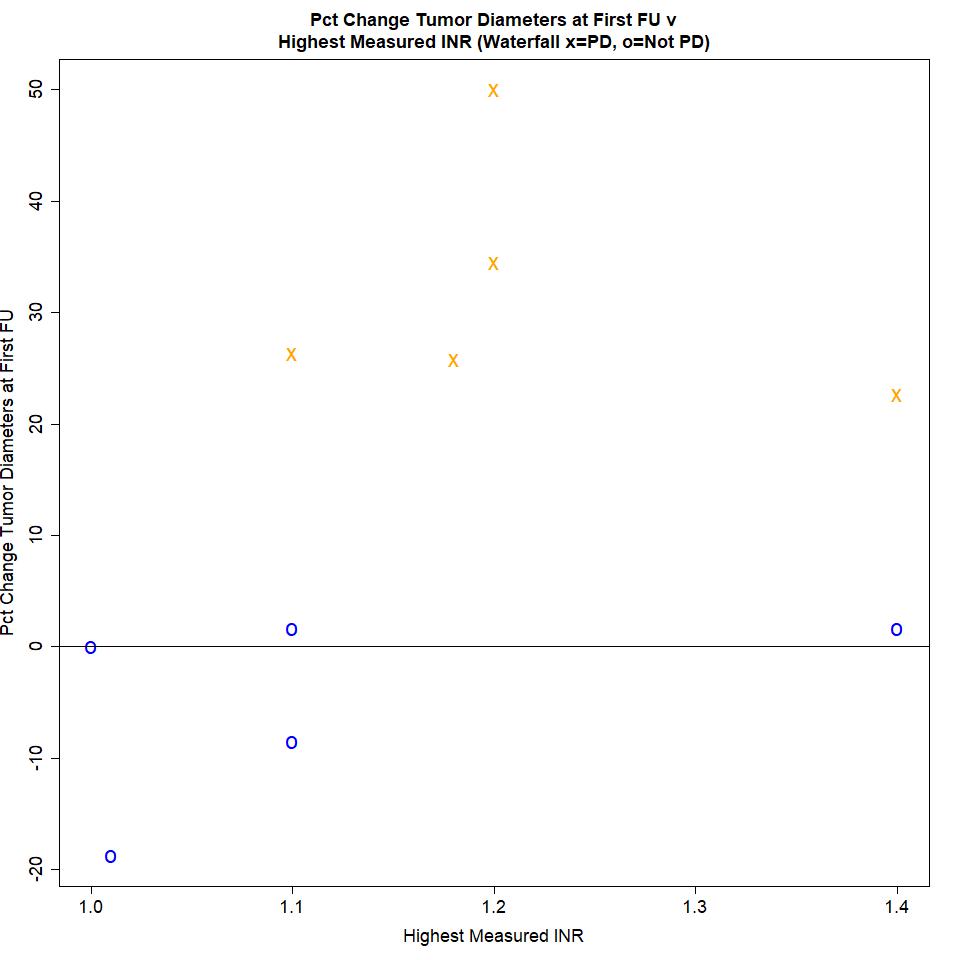 Pct Change Tumor Diameters at First FU v
Highest Measured INR (Waterfall x=PD, o=Not PD)
Pct Change Tumor Diameters at First FU
50
40
30
20
10
0
-10
-20
X
X
X
X
X
O
O
O
O
O
1.0 1.1 1.2 1.3 1.4
Highest Measured INR